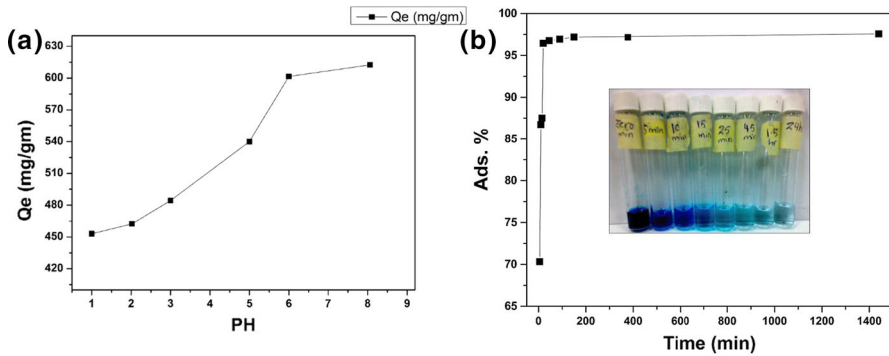 Qe (mg/gm)
(a)
630
600
570
540
510
480
450
420
Qe (mg/gm)
1 2 3 4 5 6 7 8 9
PH
(b)
100
95
90
85
80
75
70
65
Ads. %
0 200 400 600 800 1000 1200 1400
Time (min)
Zero min
5 min
10 min
15 min
25 min
45 min
1.5 hr
24h